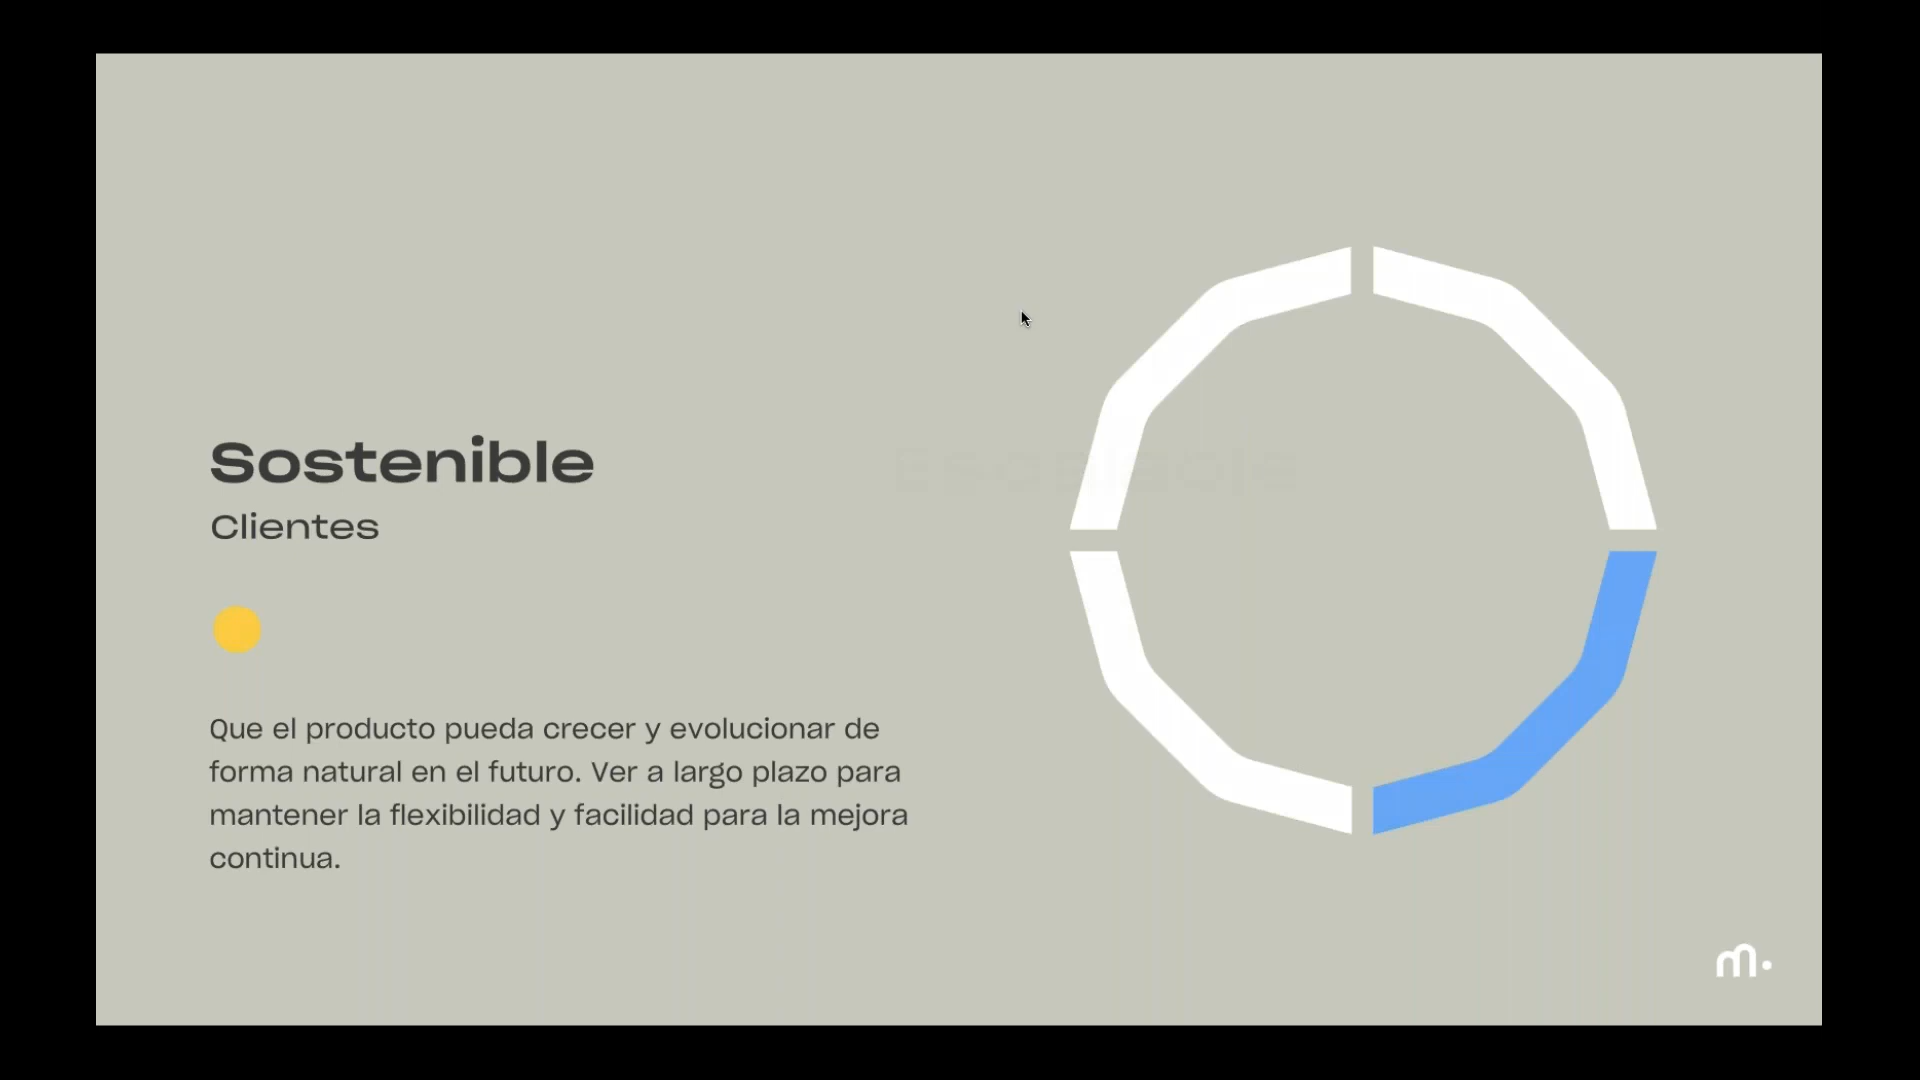 Sostenible
Clientes
Que el producto pueda crecer y evolucionar de
forma natural en el futuro. Ver a largo plazo para
mantener la flexibilidad y facilidad para la mejora
continua.
m.